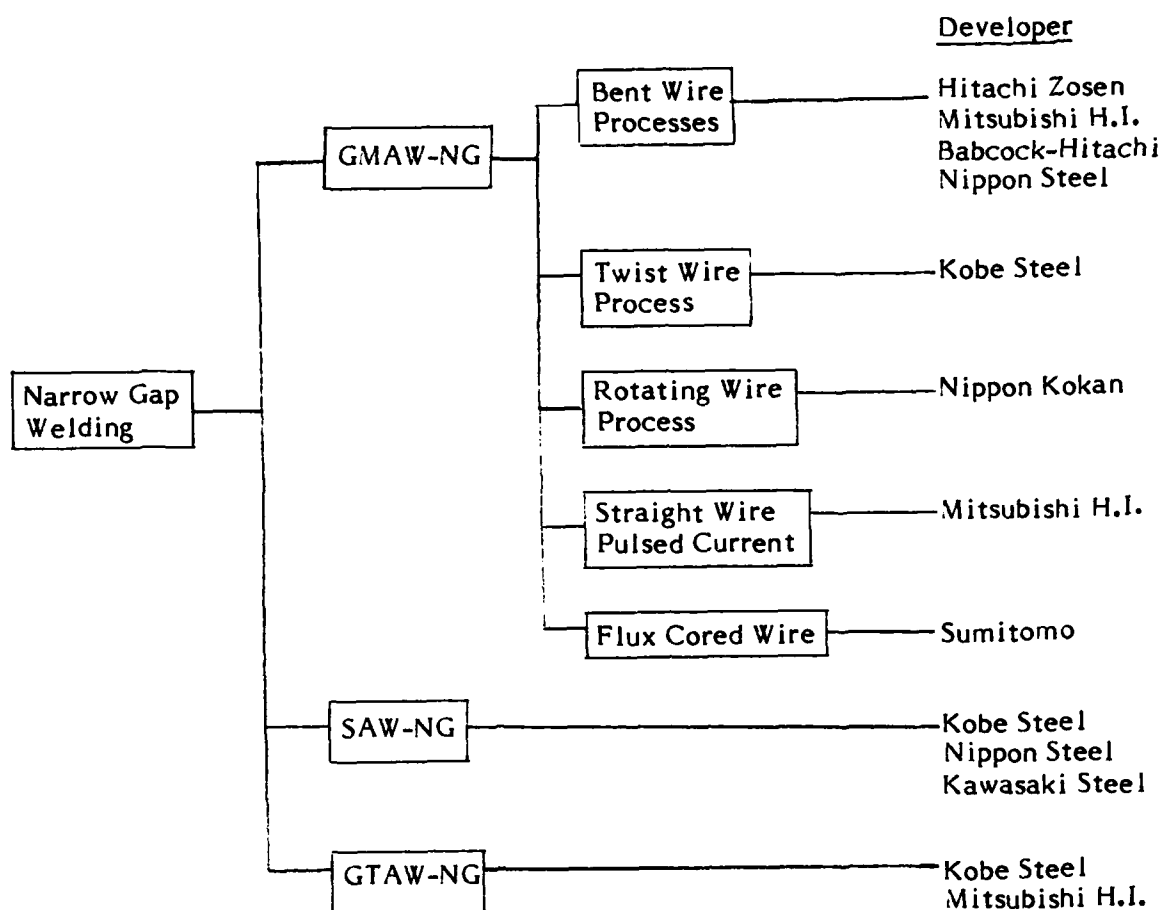 Developer
Narrow Gap
Welding
GMAW-NG
Bent Wire
Processes
Hitachi Zosen
Mitsubishi H.I.
Babcock-Hitachi
Nippon Steel
Twist Wire
Process
Kobe Steel
Rotating Wire
Process
Nippon Kokan
Straight Wire
Pulsed Current
Mitsubishi H.I.
Flux Cored Wire
Sumitomo
SAW-NG
Kobe Steel
Nippon Steel
Kawasaki Steel
GTAW-NG
Kobe Steel
Mitsubishi H.I.